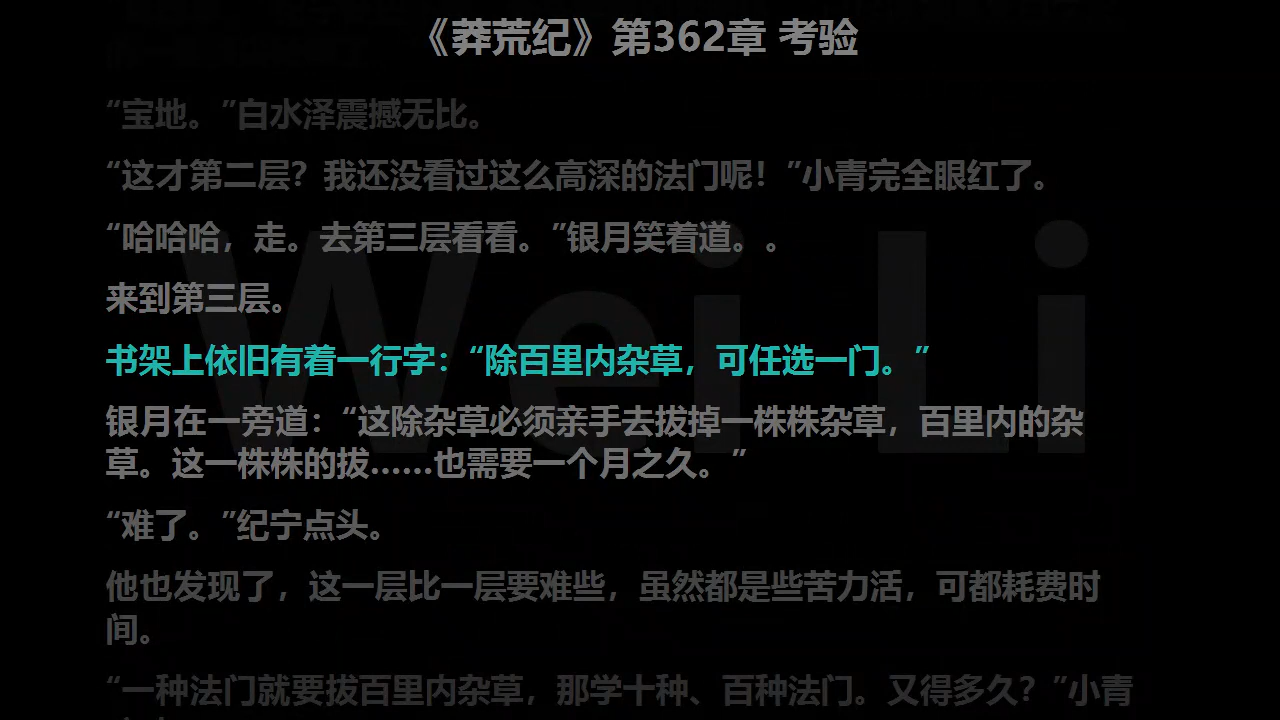 《莽荒纪》第362章 考验
“宝地。”白水泽震撼无比。
“这才第二层？我还没看过这么高深的法门呢！”小青完全眼红了。
“哈哈哈，走。去第三层看看。”银月笑着道。。
来到第三层。
书架上依旧有着一行字：“除百里内杂草，可任选一门。”
银月在一旁道：“这除杂草必须亲手去拔掉一株株杂草，百里内的杂
草。这一株株的拔……也需要一个月之久。”
“难了。”纪宁点头。
他也发现了，这一层比一层要难些，虽然都是些苦力活，可都耗费时
间。
“一种法门就要拔百里内杂草，那学十种、百种法门。又得多久？”小青
Wei Li